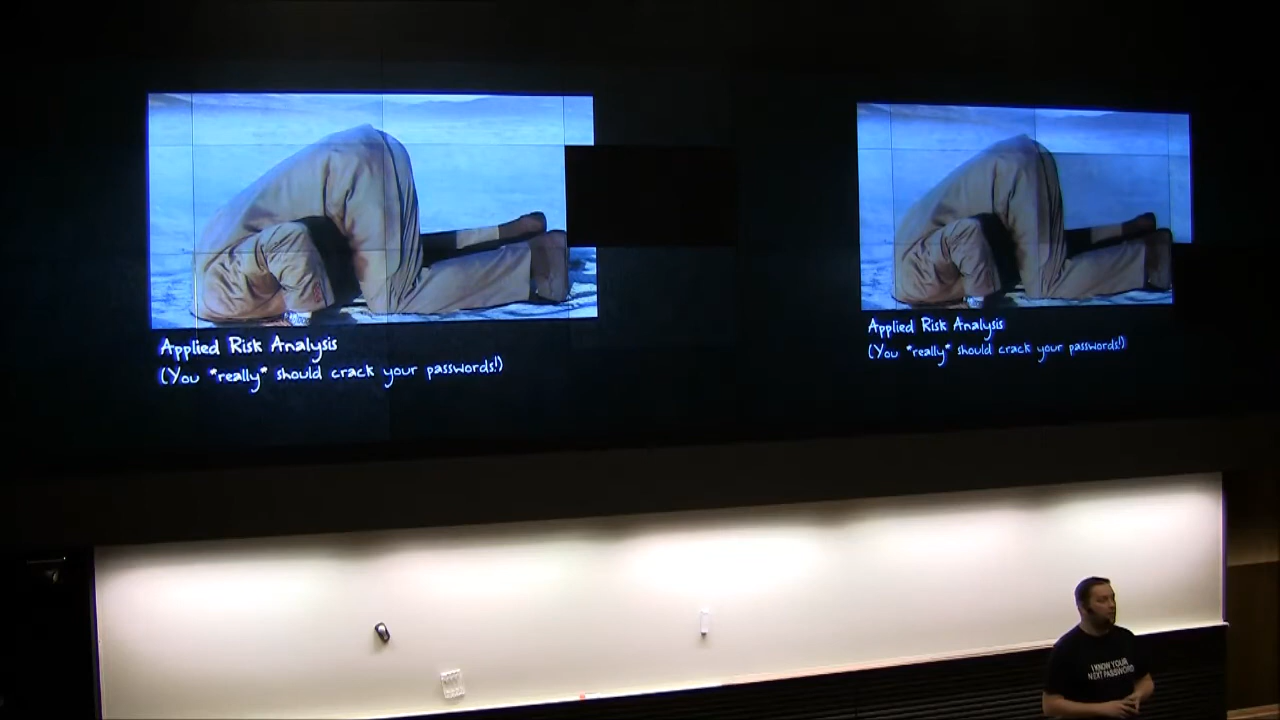 Applied Risk Analysis
(You *really* should crack your passwords!)
Applied Risk Analysis
(You *really* should crack your passwords!)
I KNOW YOUR
NEXT PASSWORD